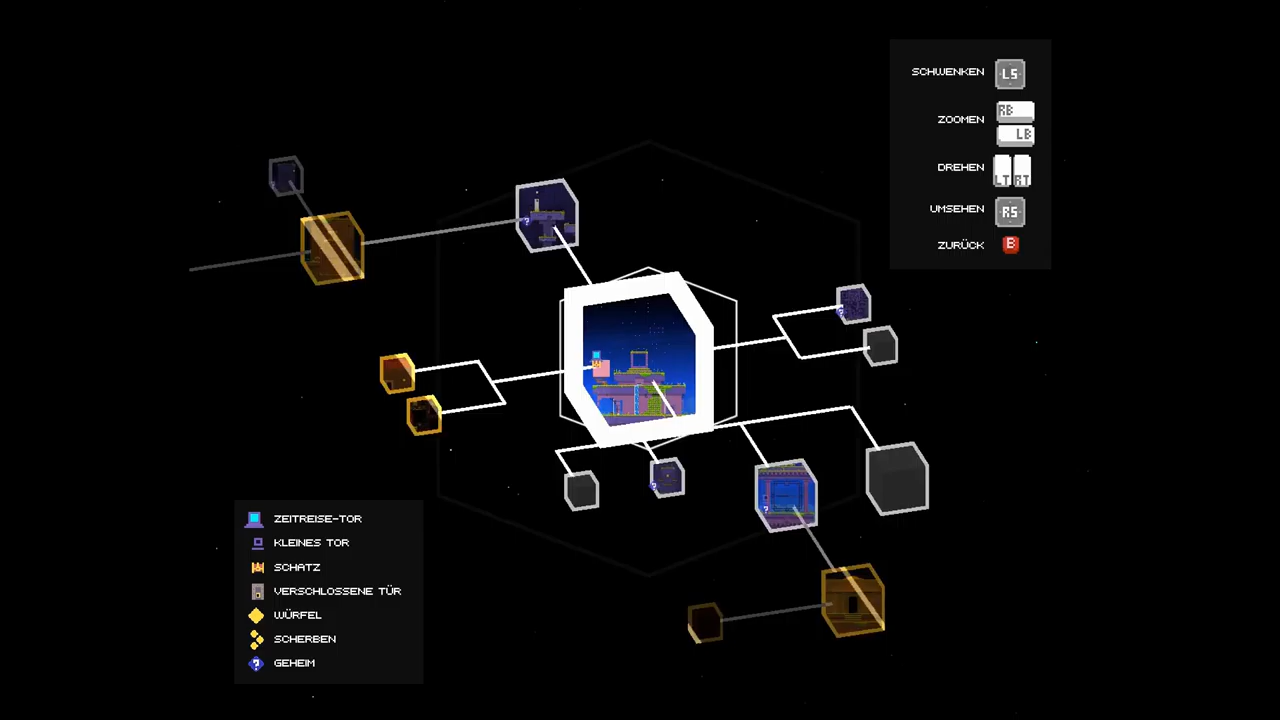 SCHWENKEN LS
ZOOMEN RB
LB
DREHEN LT RT
UMSEHEN RS
ZURÜCK B
ZEITREISE-TOR
KLEINES TOR
SCHATZ
VERSCHLOSSENE TÜR
WÜRFEL
SCHERBEN
? GEHEIM